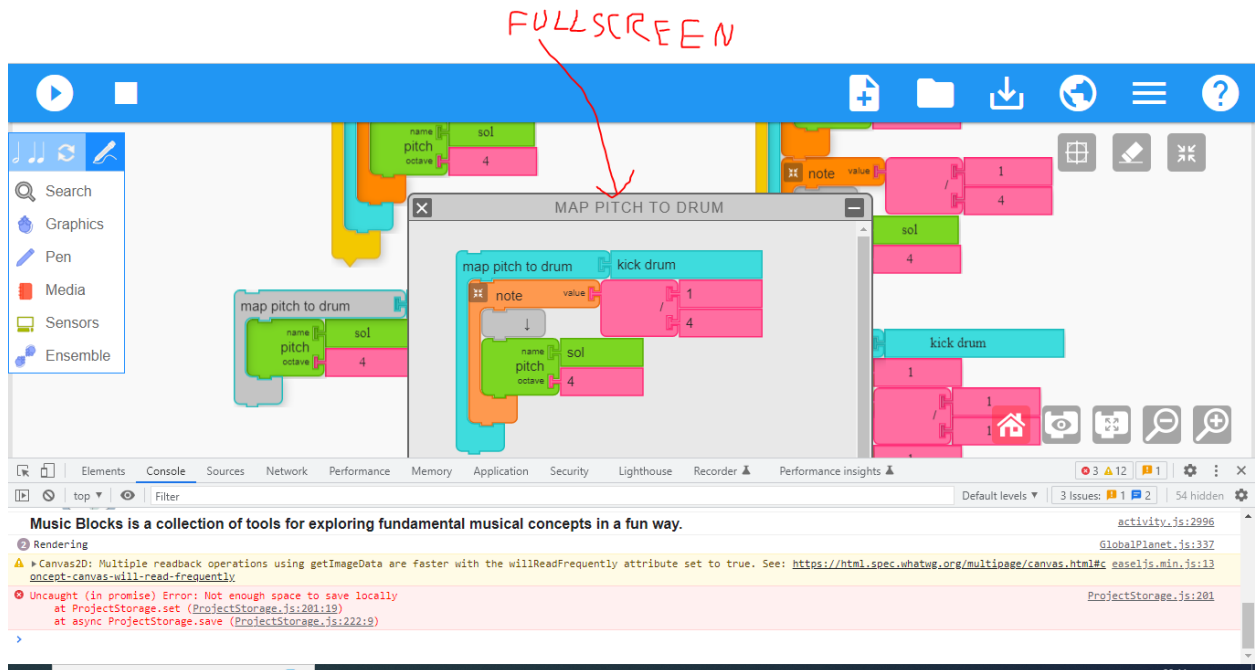 FULLSCREEN
name sol
pitch
octave 4
note value 1
/
4
sol
4
Search
Graphics
Pen
Media
Sensors
Ensemble
MAP PITCH TO DRUM
map pitch to drum kick drum
note value 1
/
4
↓
name sol
pitch
octave 4
map pitch to drum
name sol
pitch
octave 4
kick drum
1
1
/
1
Elements Console Sources Network Performance Memory Application Security Lighthouse Recorder Performance insights 3 12 1
top Filter Default levels 3 Issues: 1 2 54 hidden
Music Blocks is a collection of tools for exploring fundamental musical concepts in a fun way. activity.js:2996
2 Rendering GlobalPlanet.js:337
Canvas2D: Multiple readback operations using getImageData are faster with the willReadFrequently attribute set to true. See: https://html.spec.whatwg.org/multipage/canvas.html#c easeljs.min.js:13
oncept-canvas-will-read-frequently
Uncaught (in promise) Error: Not enough space to save locally ProjectStorage.js:201
at ProjectStorage.set (ProjectStorage.js:201:19)
at async ProjectStorage.save (ProjectStorage.js:222:9)